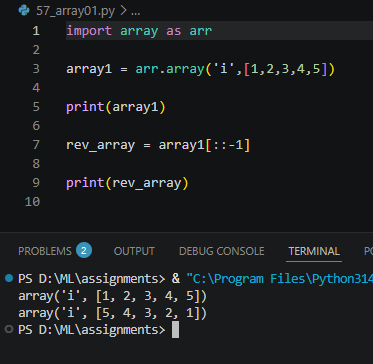 57_array01.py > ...
1 import array as arr
2
3 array1 = arr.array('i',[1,2,3,4,5])
4
5 print(array1)
6
7 rev_array = array1[::-1]
8
9 print(rev_array)
10
PROBLEMS 2 OUTPUT DEBUG CONSOLE TERMINAL
PS D:\ML\assignments> & "C:\Program Files\Python314
array('i', [1, 2, 3, 4, 5])
array('i', [5, 4, 3, 2, 1])
PS D:\ML\assignments>